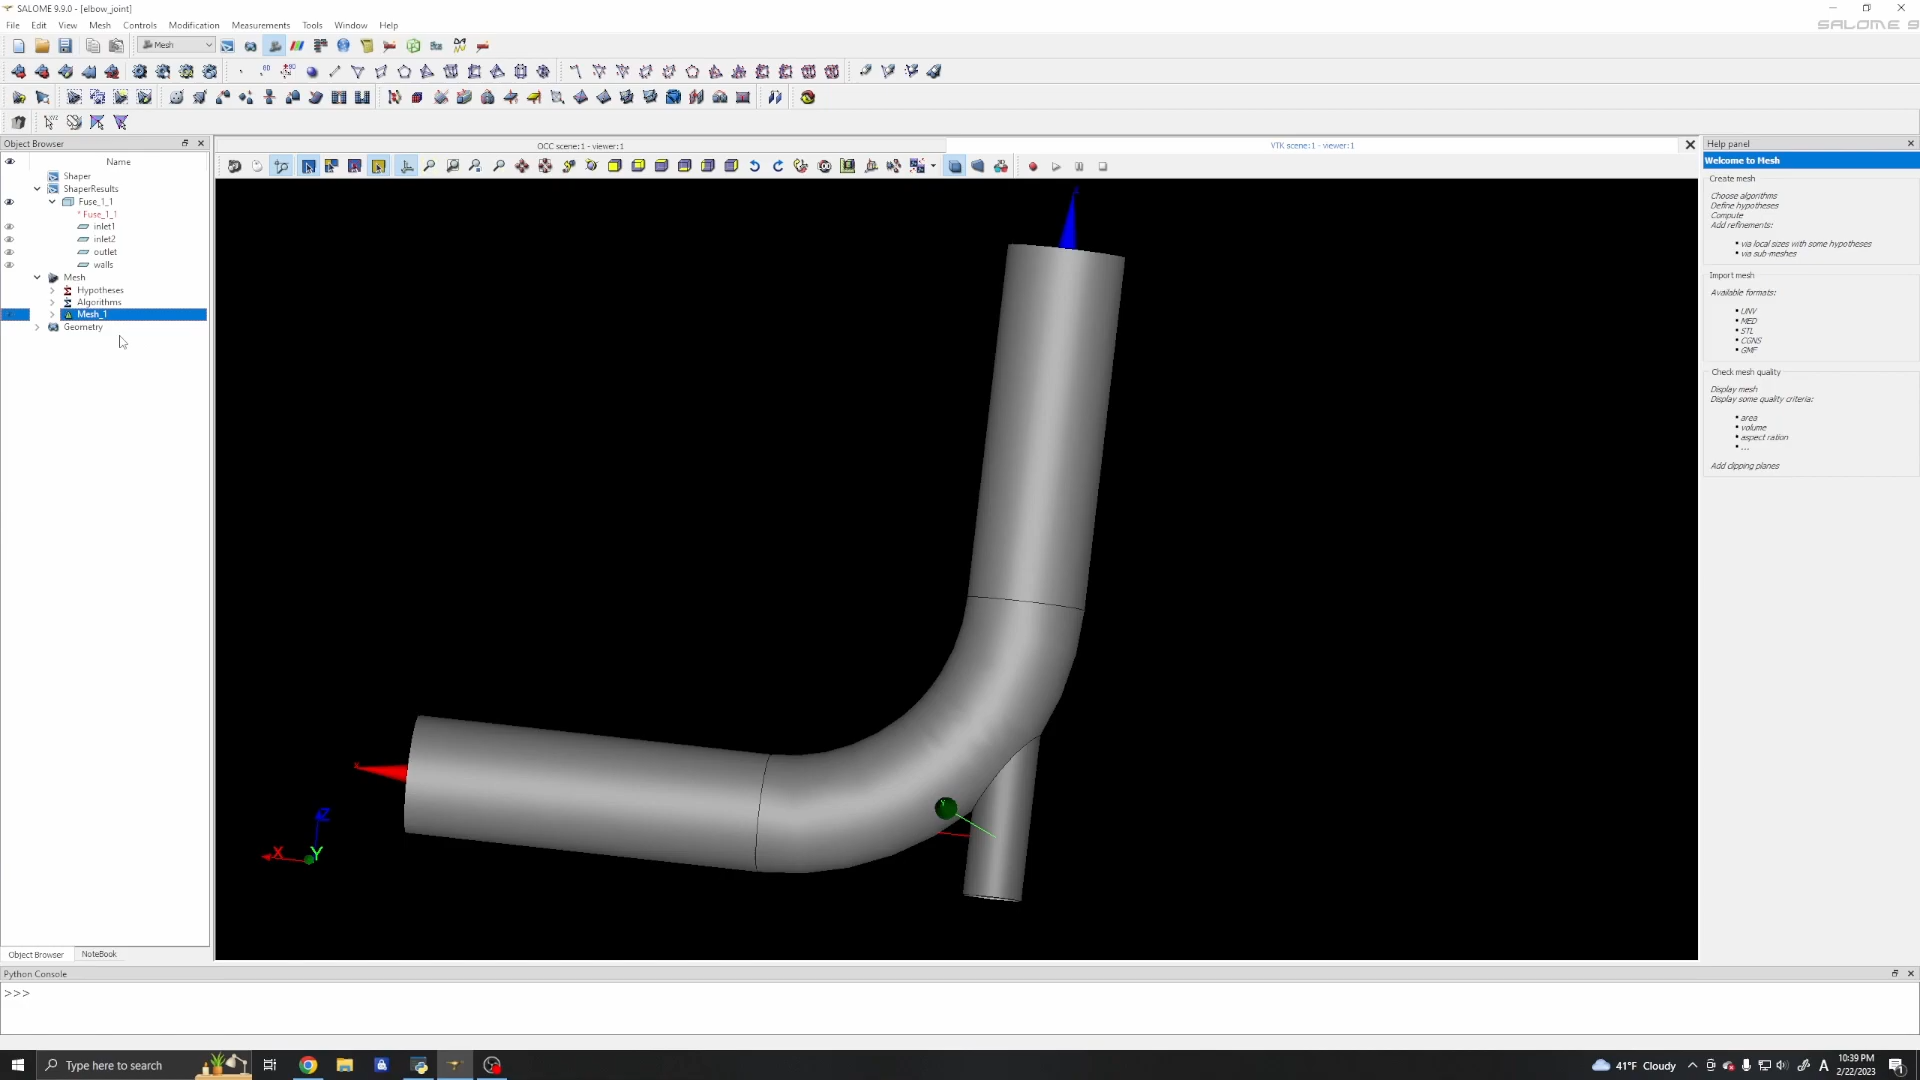 SALOME 9.9.0 - [elbow_joint]
File Edit View Mesh Controls Modification Measurements Tools Window Help
SALOME 9
Mesh
Object Browser
OCC scene:1 - viewer:1
VTK scene:1 - viewer:1
Help panel
Name
Shaper
ShaperResults
Fuse_1_1
* Fuse_1_1
inlet1
inlet2
outlet
walls
Mesh
Hypotheses
Algorithms
Mesh_1
Geometry
Welcome to Mesh
Create mesh
Choose algorithms
Define hypotheses
Compute
Add refinements:
via local sizes with some hypotheses
via sub-meshes
Import mesh
Available formats:
UNV
MED
STL
CGNS
GMF
Check mesh quality
Display mesh
Display some quality criteria:
area
volume
aspect ration
...
Add clipping planes
Y
Z
X Y
Object Browser NoteBook
Python Console
>>>
Type here to search
41°F Cloudy
A
10:39 PM
2/22/2023